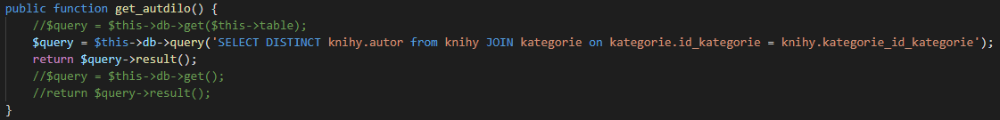 public function get_autdilo() {
//$query = $this->db->get($this->table);
$query = $this->db->query('SELECT DISTINCT knihy.autor from knihy JOIN kategorie on kategorie.id_kategorie = knihy.kategorie_id_kategorie');
return $query->result();
//$query = $this->db->get();
//return $query->result();
}